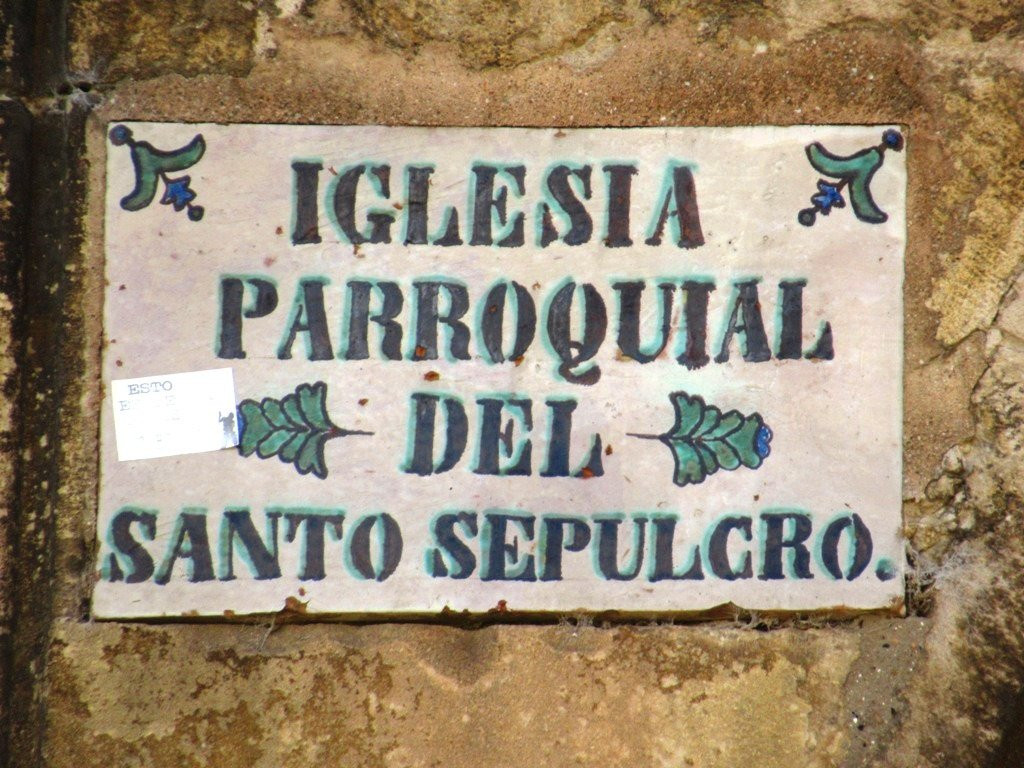 IGLESIA
PARROQUIAL
DEL
SANTO SEPULCRO.
ESTO